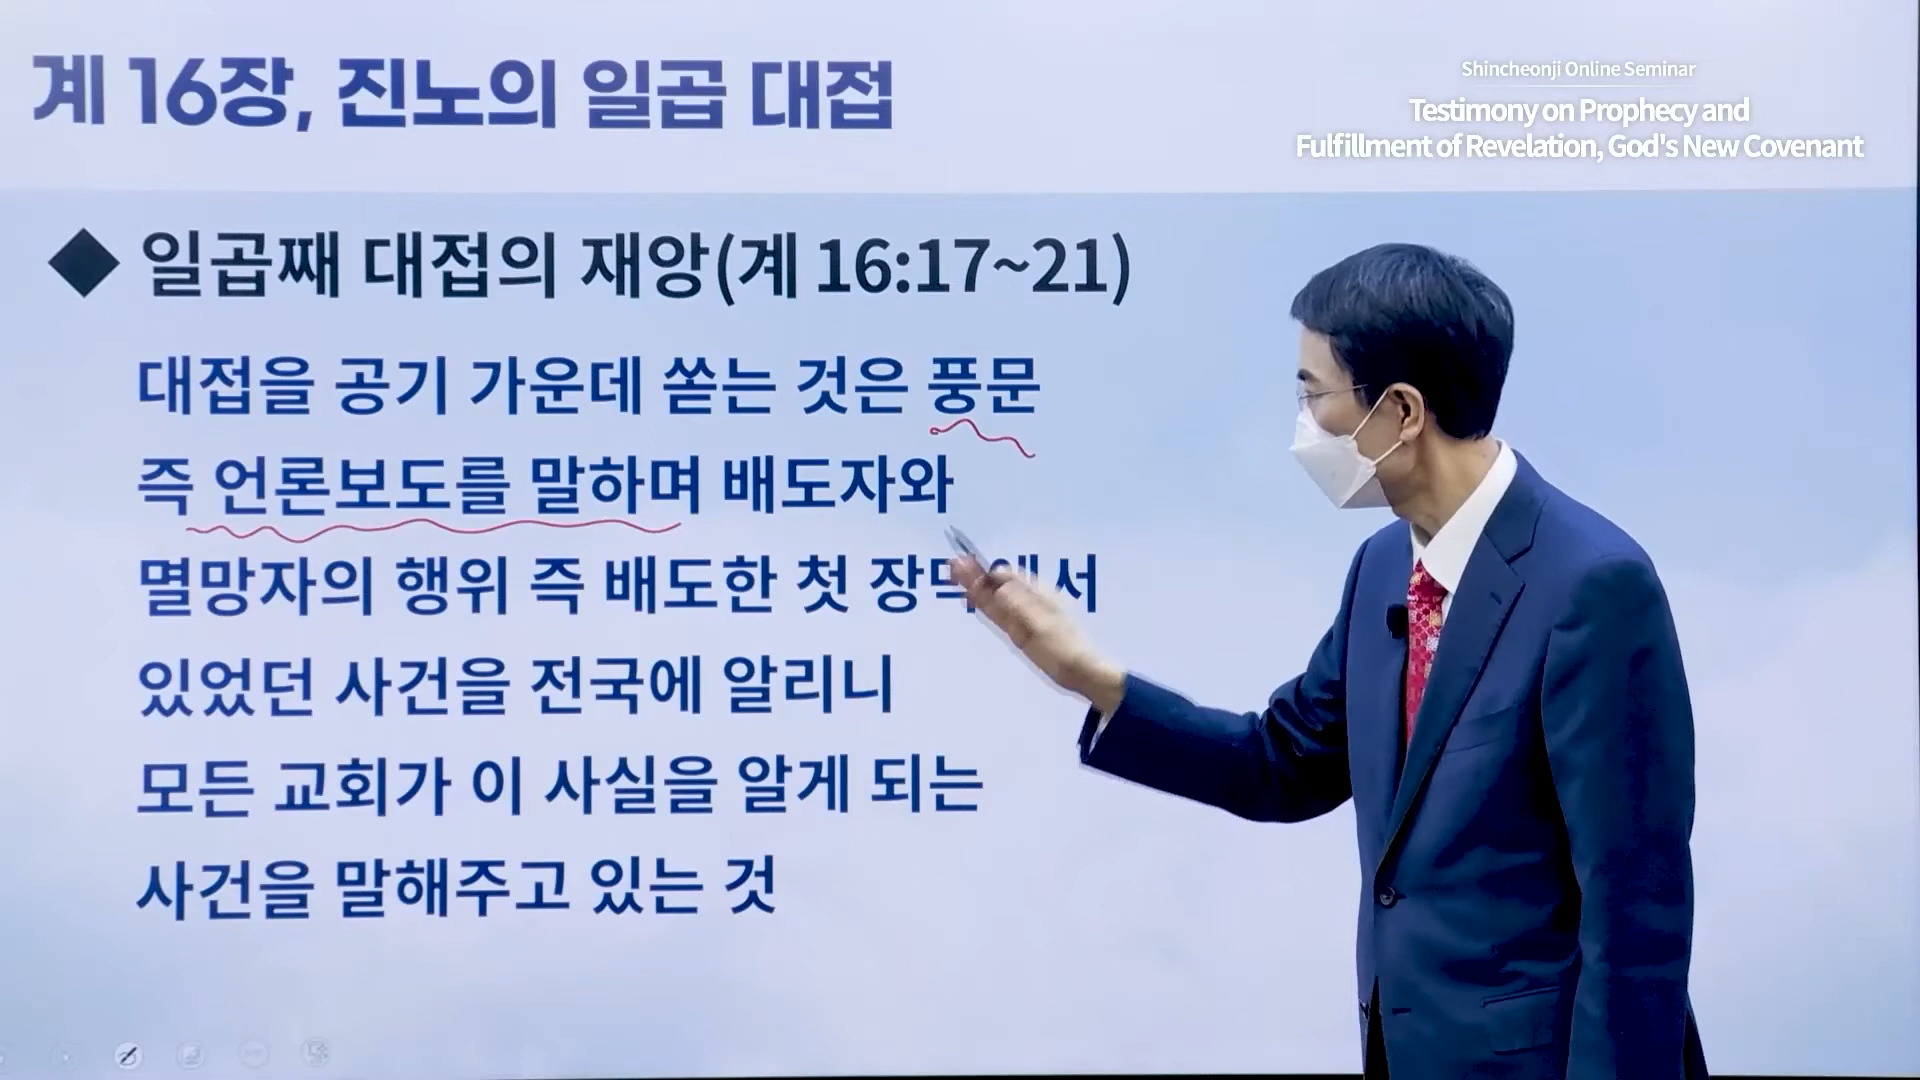 계 16장, 진노의 일곱 대접
Shincheonji Online Seminar
Testimony on Prophecy and
Fulfillment of Revelation, God's New Covenant
◆ 일곱째 대접의 재앙(계 16:17~21)
대접을 공기 가운데 쏟는 것은 풍문
즉 언론보도를 말하며 배도자와
멸망자의 행위 즉 배도한 첫 장막에서
있었던 사건을 전국에 알리니
모든 교회가 이 사실을 알게 되는
사건을 말해주고 있는 것